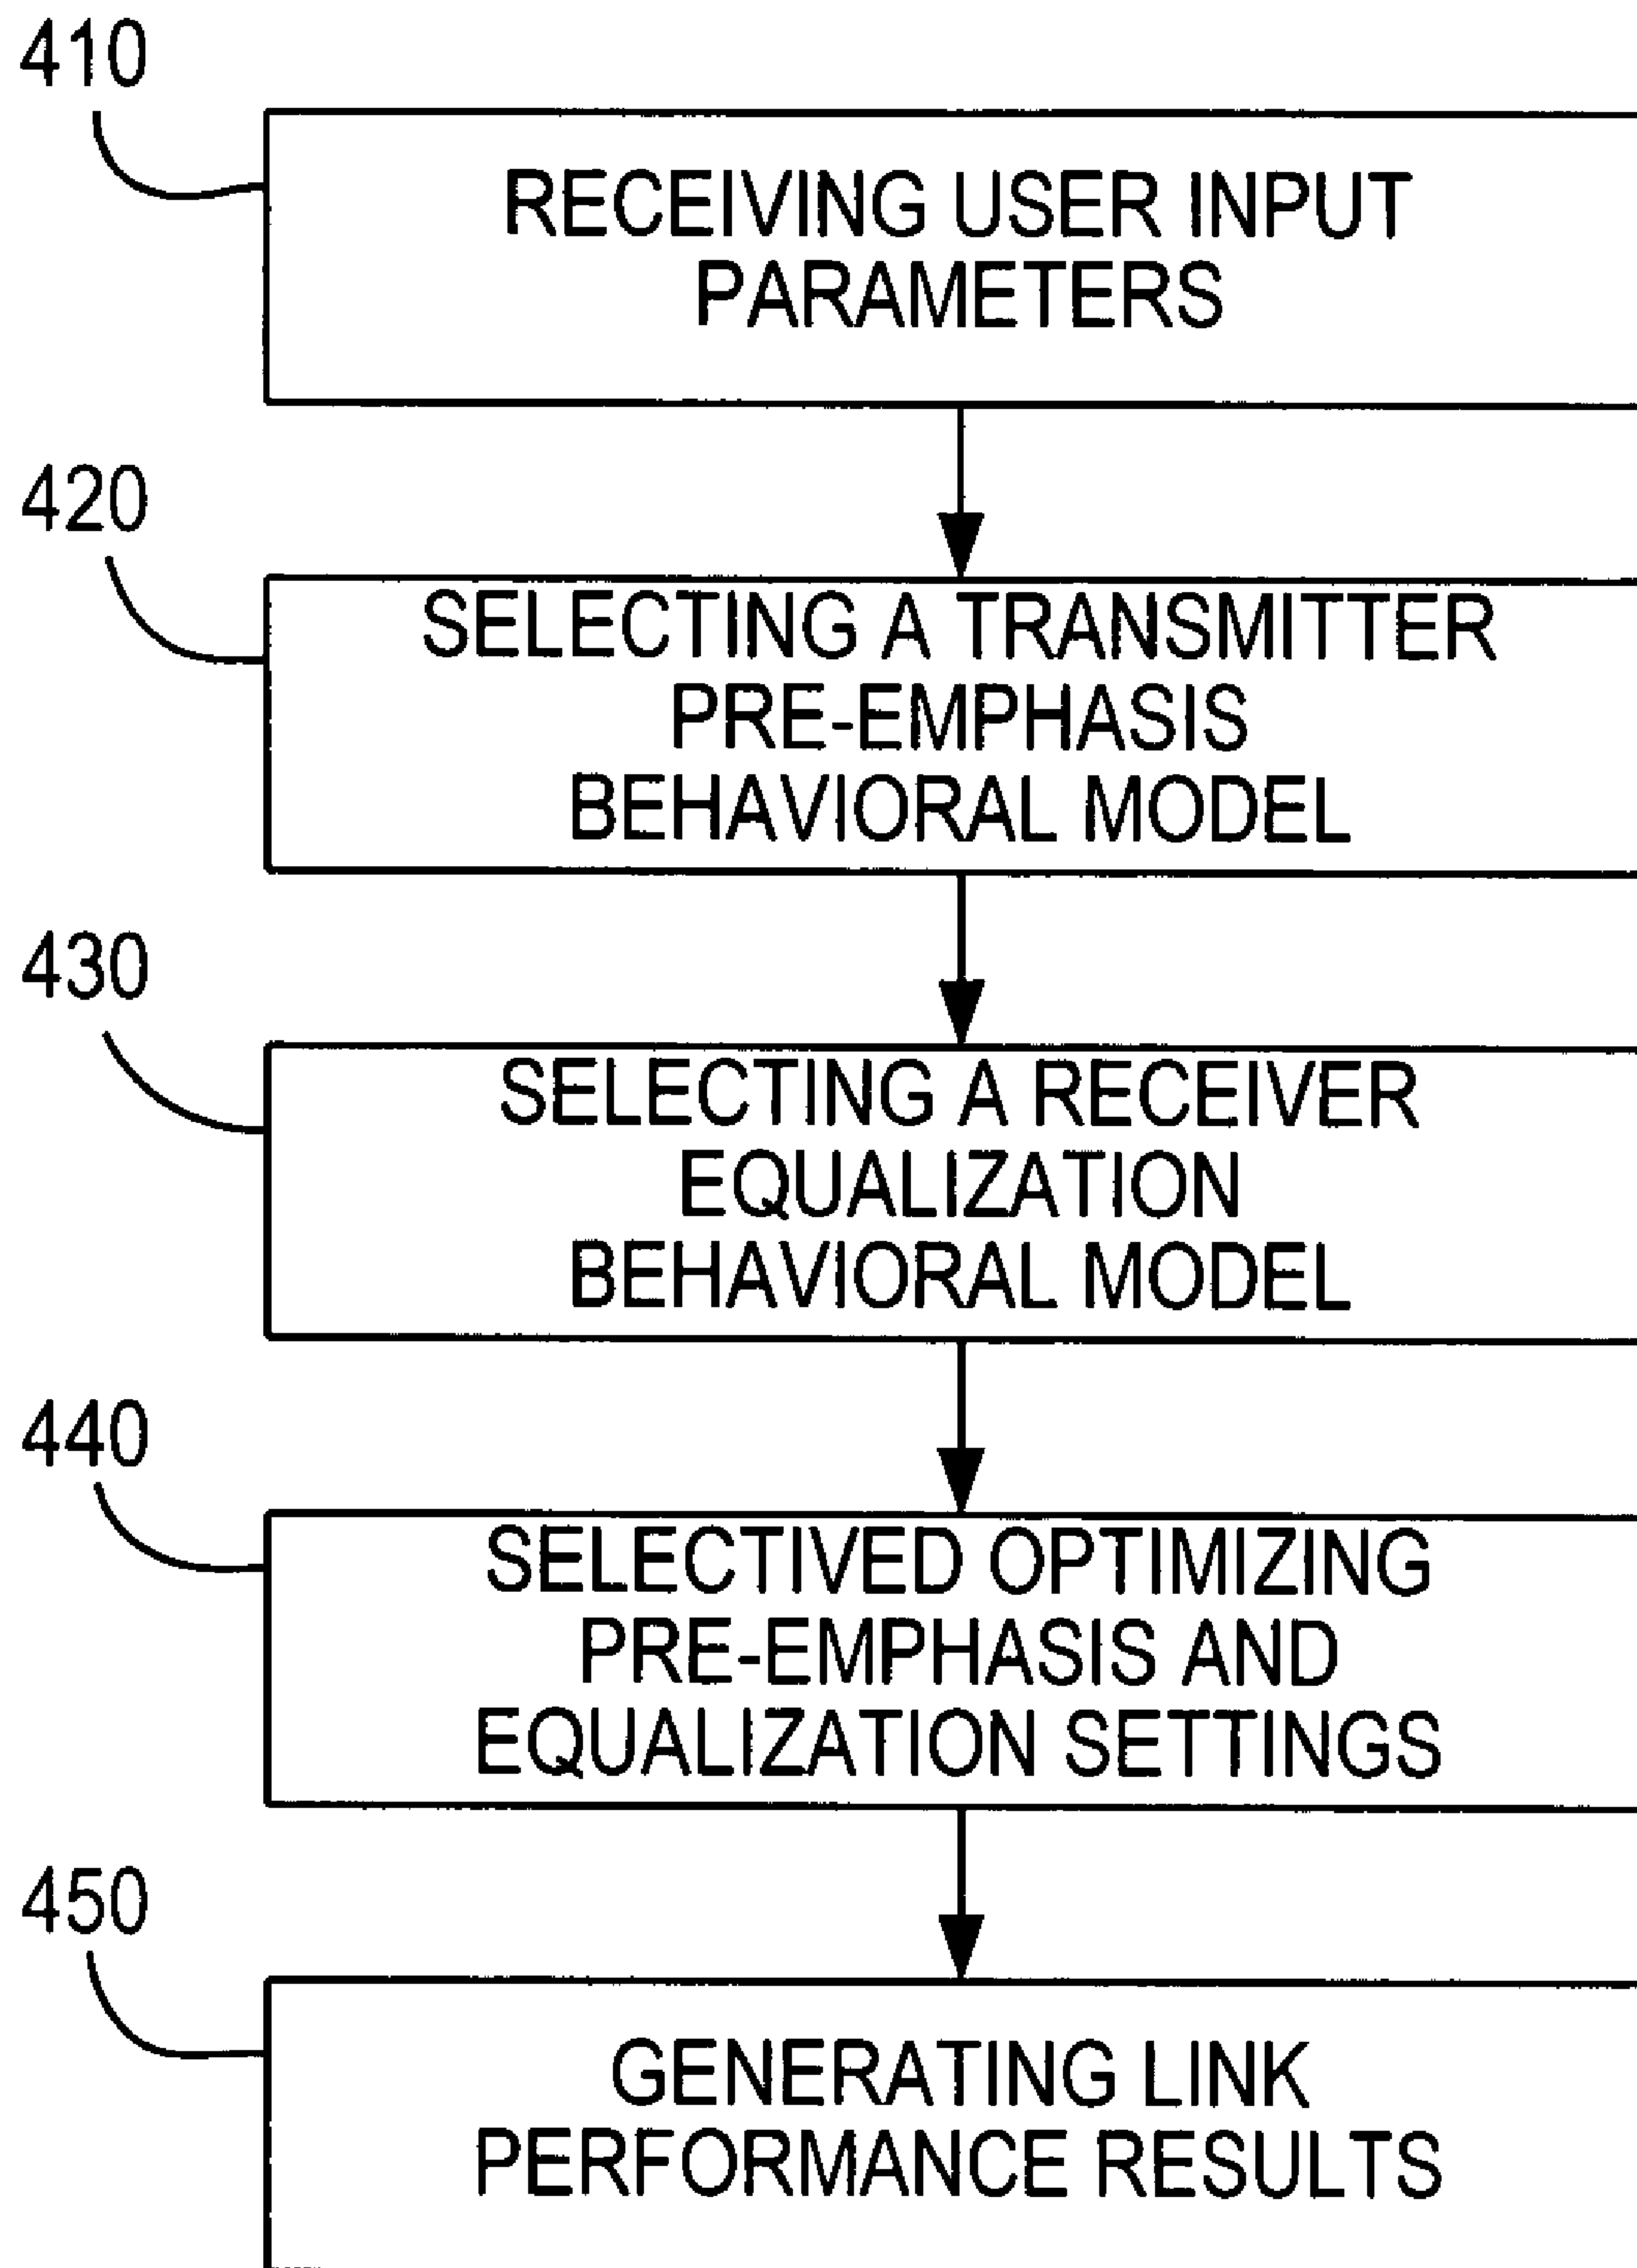 410
RECEIVING USER INPUT
PARAMETERS
420
SELECTING A TRANSMITTER
PRE-EMPHASIS
BEHAVIORAL MODEL
430
SELECTING A RECEIVER
EQUALIZATION
BEHAVIORAL MODEL
440
SELECTIVED OPTIMIZING
PRE-EMPHASIS AND
EQUALIZATION SETTINGS
450
GENERATING LINK
PERFORMANCE RESULTS